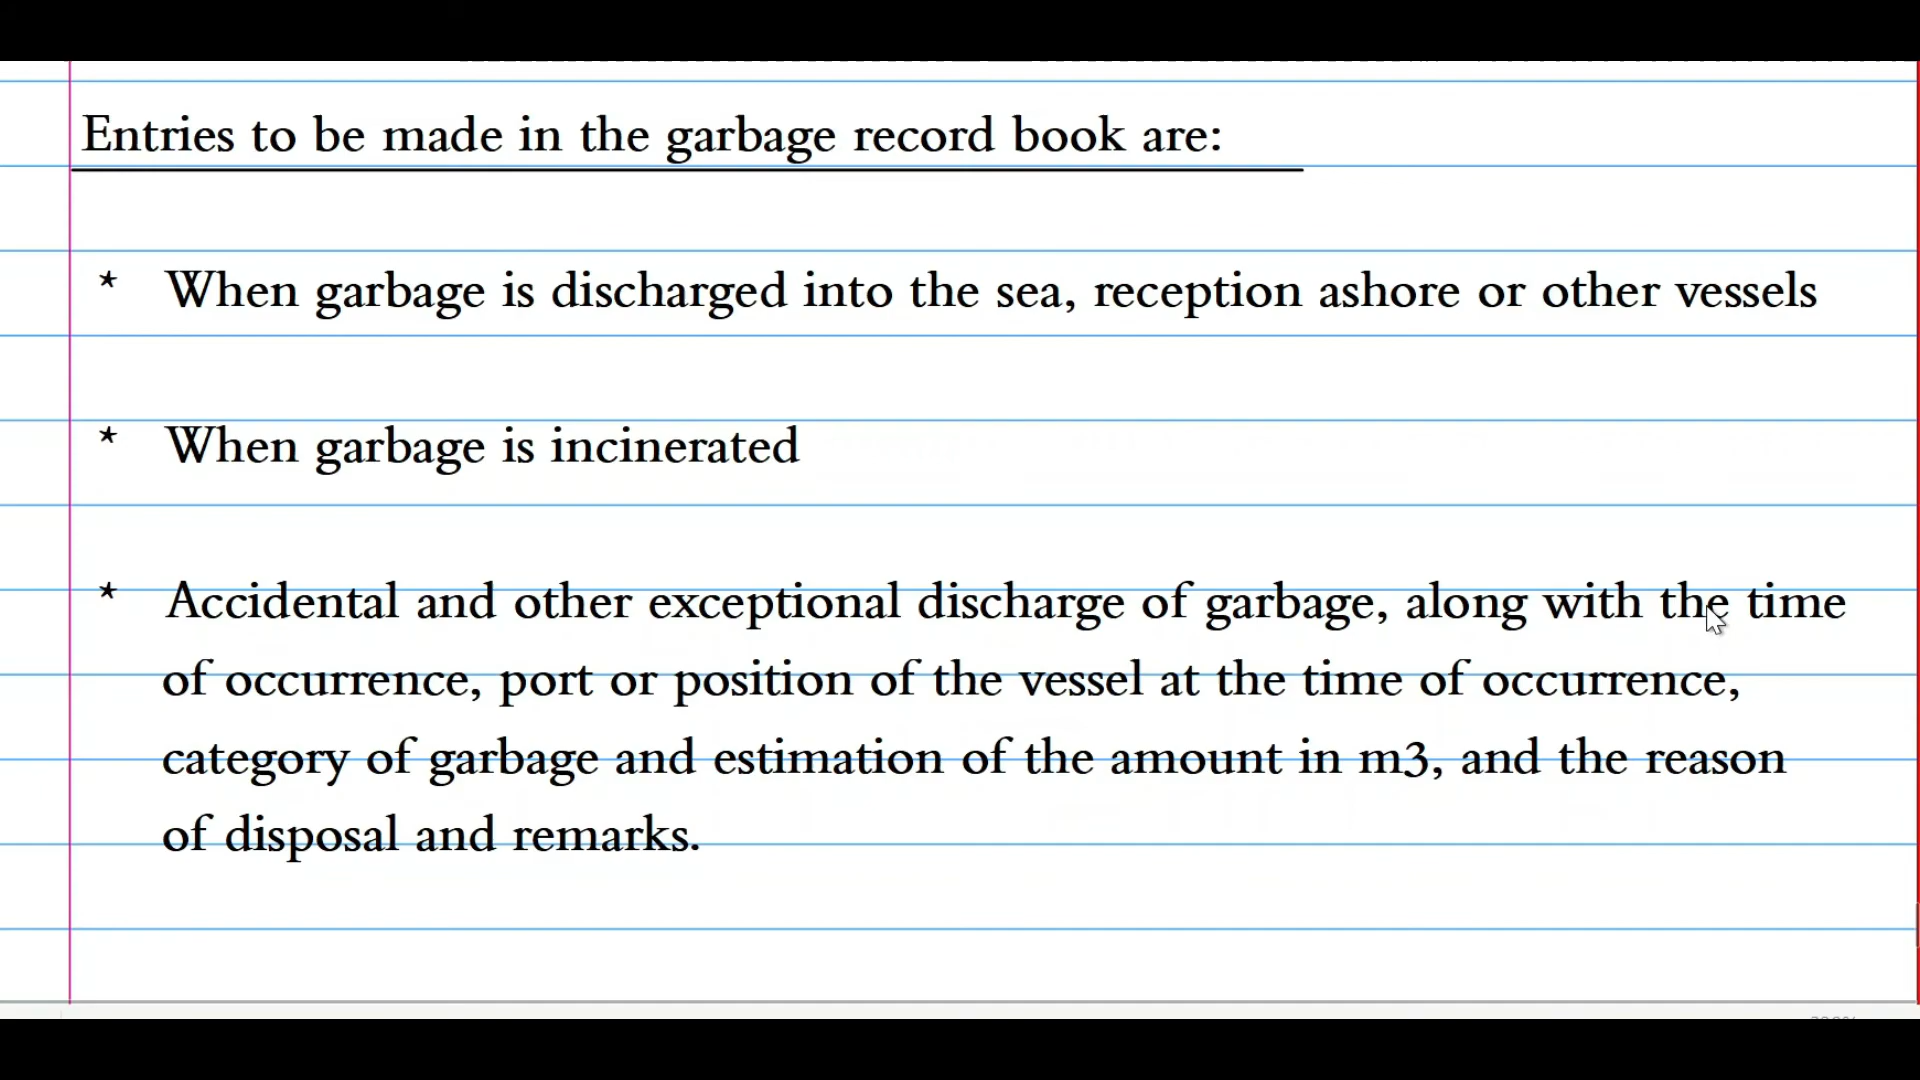 Entries to be made in the garbage record book are:
* When garbage is discharged into the sea, reception ashore or other vessels
* When garbage is incinerated
* Accidental and other exceptional discharge of garbage, along with the time
of occurrence, port or position of the vessel at the time of occurrence,
category of garbage and estimation of the amount in m3, and the reason
of disposal and remarks.